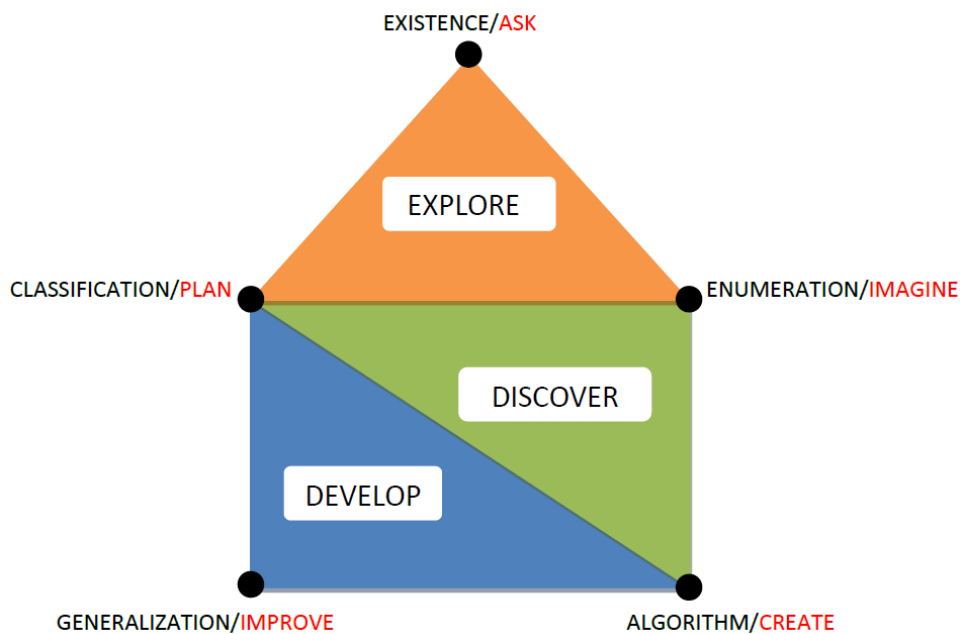 EXISTENCE/ASK
EXPLORE
CLASSIFICATION/PLAN
ENUMERATION/IMAGINE
DISCOVER
DEVELOP
GENERALIZATION/IMPROVE
ALGORITHM/CREATE